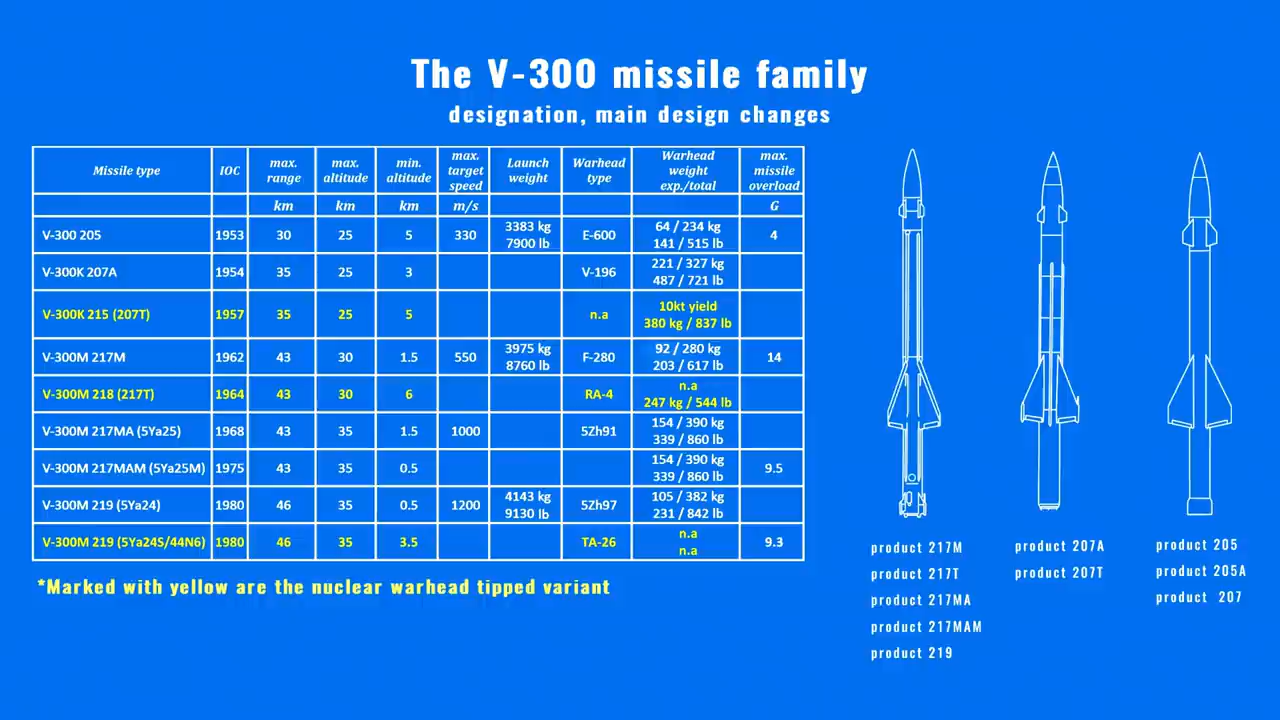 The V-300 missile family
designation, main design changes
Missile type IOC max. range max. altitude min. altitude max. target speed Launch weight Warhead type Warhead weight exp./total max. missile overload
km km km m/s G
V-300 205 1953 30 25 5 330 3383 kg 7900 lb E-600 64 / 234 kg 141 / 515 lb 4
V-300K 207A 1954 35 25 3 V-196 221 / 327 kg 487 / 721 lb
V-300K 215 (207T) 1957 35 25 5 n.a 10kt yield 380 kg / 837 lb
V-300M 217M 1962 43 30 1.5 550 3975 kg 8760 lb F-280 92 / 280 kg 203 / 617 lb 14
V-300M 218 (217T) 1964 43 30 6 RA-4 n.a 247 kg / 544 lb
V-300M 217MA (5Ya25) 1968 43 35 1.5 1000 5Zh91 154 / 390 kg 339 / 860 lb
V-300M 217MAM (5Ya25M) 1975 43 35 0.5 154 / 390 kg 339 / 860 lb 9.5
V-300M 219 (5Ya24) 1980 46 35 0.5 1200 4143 kg 9130 lb 5Zh97 105 / 382 kg 231 / 842 lb
V-300M 219 (5Ya24S/44N6) 1980 46 35 3.5 TA-26 n.a n.a 9.3
*Marked with yellow are the nuclear warhead tipped variant
product 217M
product 217T
product 217MA
product 217MAM
product 219
product 207A
product 207T
product 205
product 205A
product 207